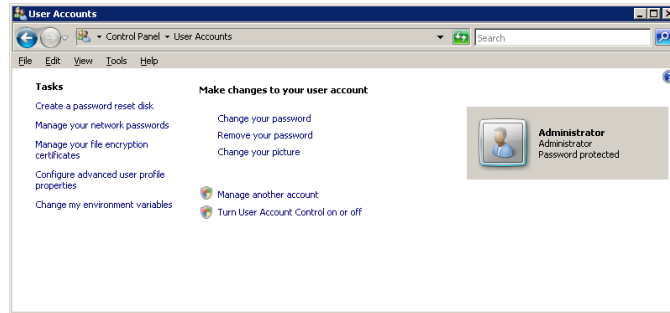 User Accounts
Control Panel User Accounts
Search
File Edit View Tools Help
Tasks
Create a password reset disk
Manage your network passwords
Manage your file encryption
certificates
Configure advanced user profile
properties
Change my environment variables
Make changes to your user account
Change your password
Remove your password
Change your picture
Manage another account
Turn User Account Control on or off
Administrator
Administrator
Password protected